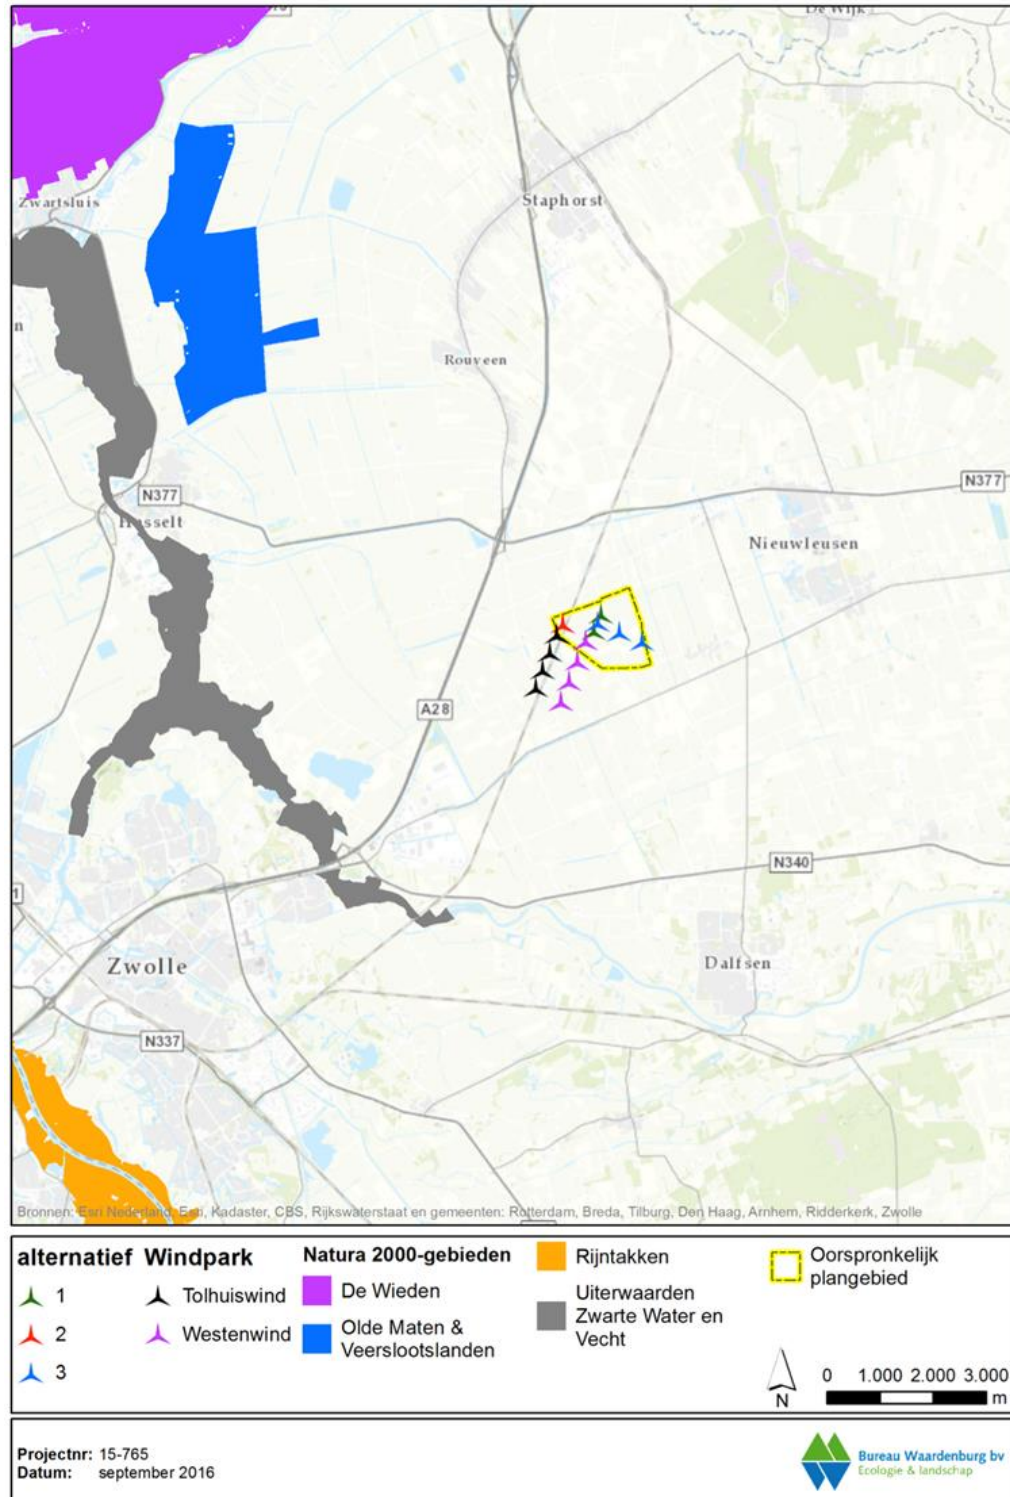 De Wijk
Zwartsluis
Staphorst
Rouveen
n
N377
N377
Hasselt
Nieuwleusen
A28
N340
1
Zwolle
Dalfsen
N337
Bronnen: Esri Nederland, Esri, Kadaster, CBS, Rijkswaterstaat en gemeenten: Rotterdam, Breda, Tilburg, Den Haag, Arnhem, Ridderkerk, Zwolle
alternatief
1
2
3
Windpark
Tolhuiswind
Westenwind
Natura 2000-gebieden
De Wieden
Olde Maten &
Veerslootslanden
Rijntakken
Uiterwaarden
Zwarte Water en
Vecht
Oorspronkelijk
plangebied
N
0 1.000 2.000 3.000
m
Projectnr: 15-765
Datum: september 2016
Bureau Waardenburg bv
Ecologie & landschap